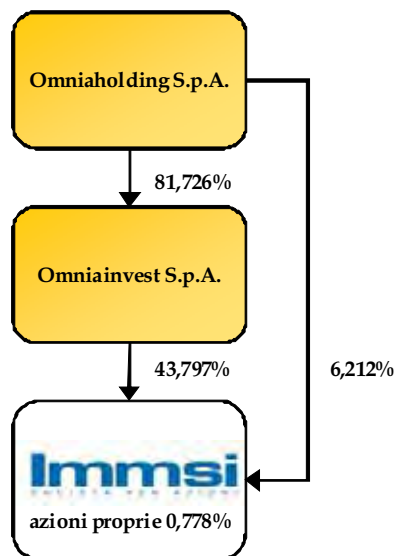 Omniaholding S.p.A.
81,726%
Omniainvest S.p.A.
43,797%
6,212%
Immsi
azioni proprie 0,778%